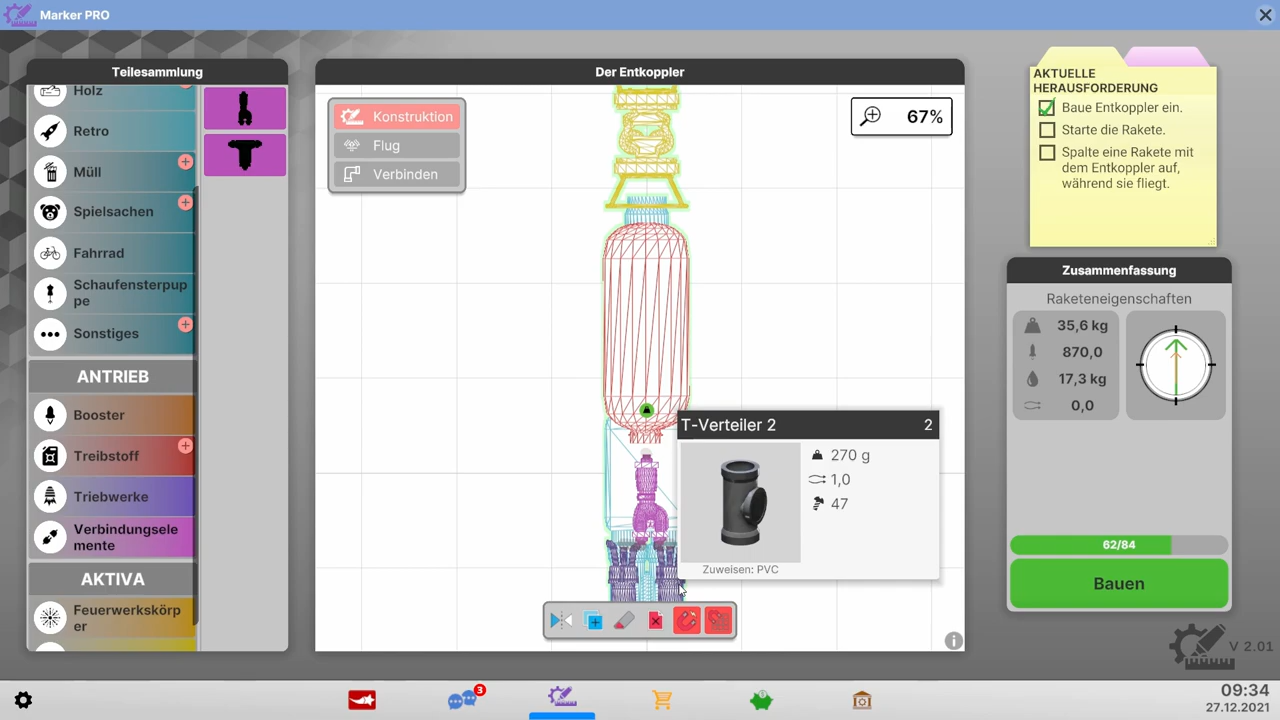 Marker PRO
Teilesammlung
Holz
Retro
Müll
Spielsachen
Fahrrad
Schaufensterpup
pe
Sonstiges
ANTRIEB
Booster
Treibstoff
Triebwerke
Verbindungsele
mente
AKTIVA
Feuerwerkskörp
er
Der Entkoppler
Konstruktion
Flug
Verbinden
67%
T-Verteiler 2
2
270 g
1,0
47
Zuweisen: PVC
AKTUELLE
HERAUSFORDERUNG
Baue Entkoppler ein.
Starte die Rakete.
Spalte eine Rakete mit
dem Entkoppler auf,
während sie fliegt.
Zusammenfassung
Raketeneigenschaften
35,6 kg
870,0
17,3 kg
0,0
62/84
Bauen
V 2.01
3
09:34
27.12.2021